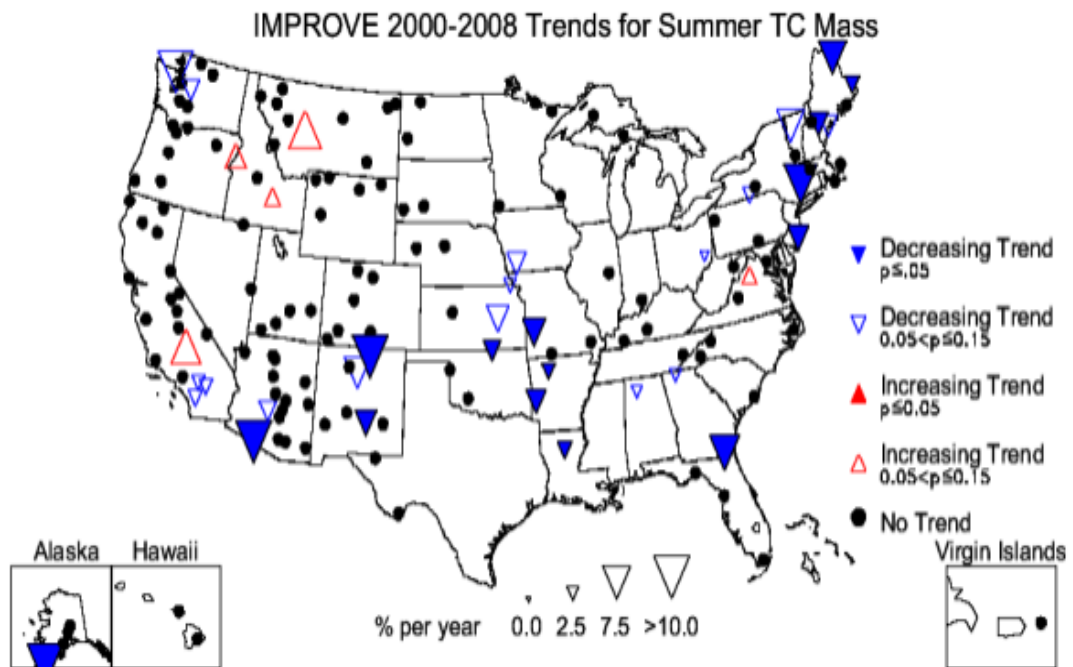 IMPROVE 2000-2008 Trends for Summer TC Mass
Decreasing Trend
p≤.05
Decreasing Trend
0.05<p≤0.15
Increasing Trend
p≤0.05
Increasing Trend
0.05<p≤0.15
No Trend
Alaska
Hawaii
Virgin Islands
% per year 0.0 2.5 7.5 >10.0